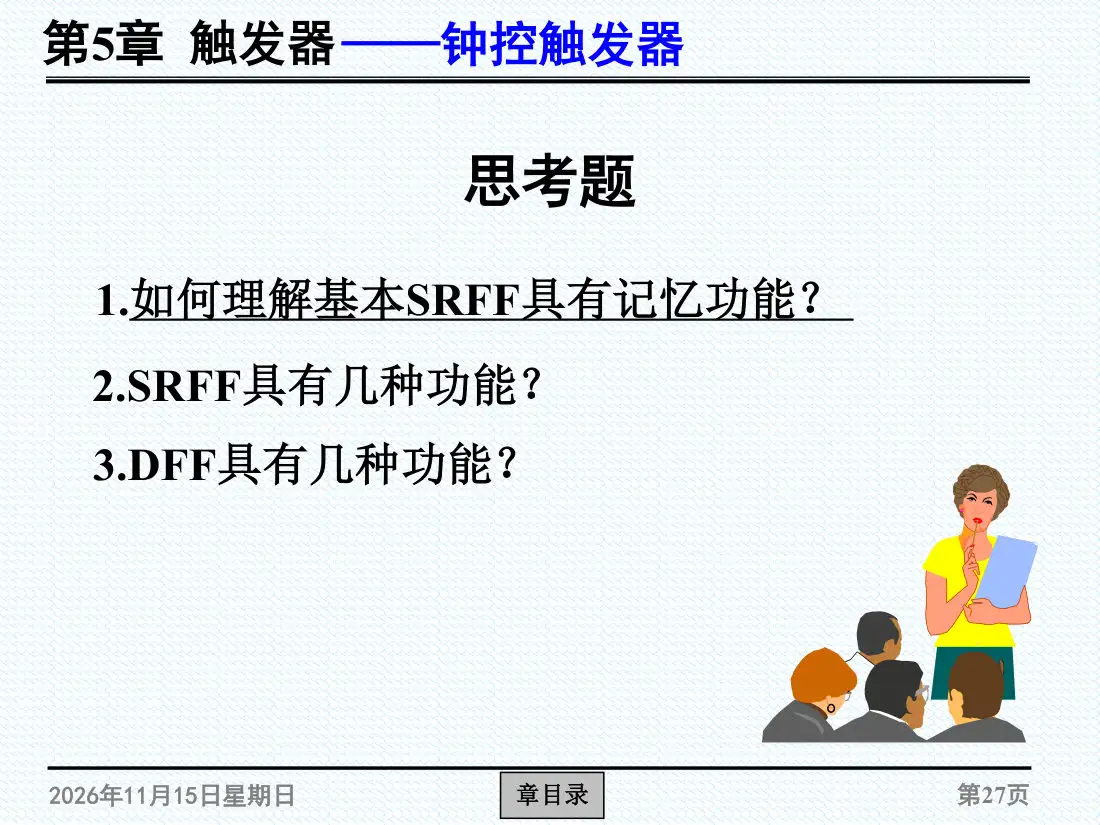 第5章 触发器——钟控触发器
思考题
1.如何理解基本SRFF具有记忆功能？
2.SRFF具有几种功能？
3.DFF具有几种功能？
2026年11月15日星期日
章目录
第27页